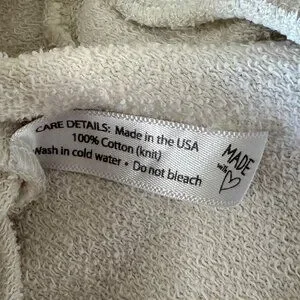 CARE DETAILS: Made in the USA
100% Cotton (knit)
Wash in cold water • Do not bleach
MADE
with